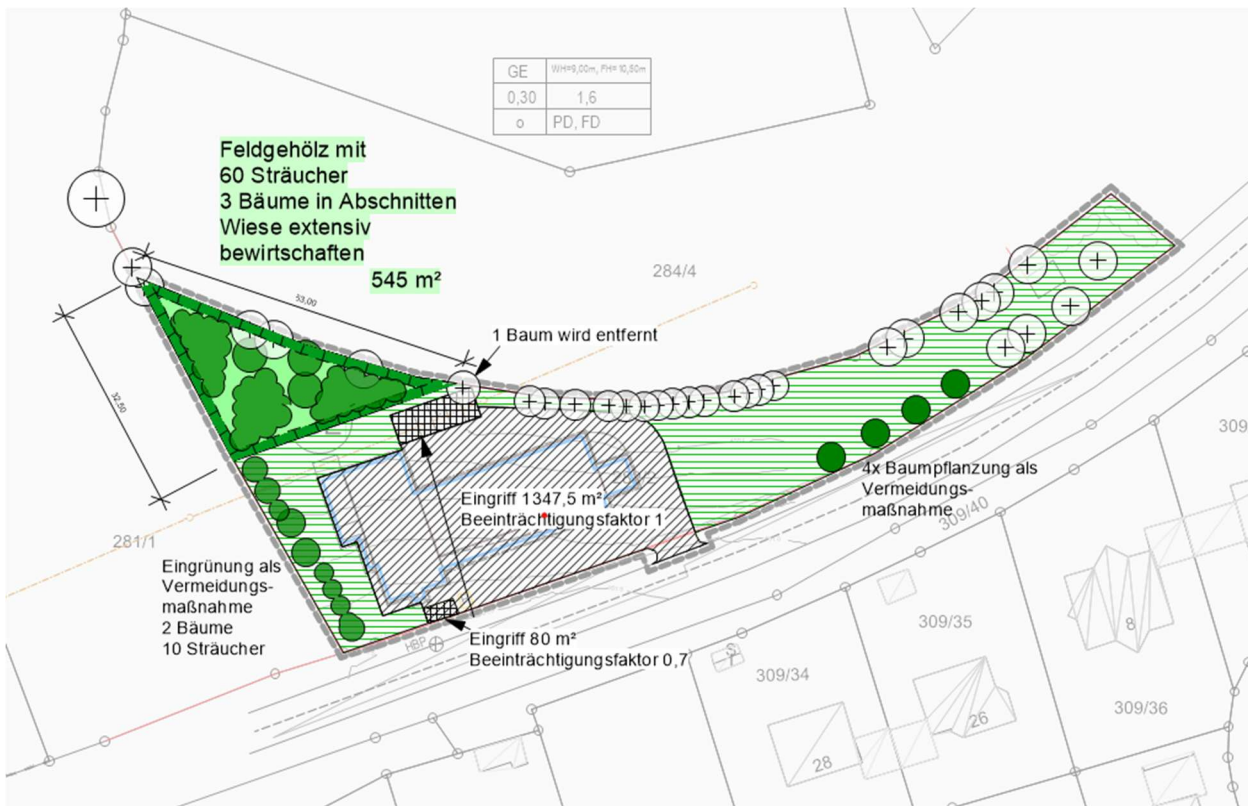 GE
WH=9,00m, FH= 10,50m
0,30
1,6
o
PD, FD
Feldgehölz mit
60 Sträucher
3 Bäume in Abschnitten
Wiese extensiv
bewirtschaften
545 m²
284/4
53,00
1 Baum wird entfernt
32,50
Eingriff 1347,5 m²
Beeinträchtigungsfaktor 1
4x Baumpflanzung als
Vermeidungs-
maßnahme
309/40
281/1
Eingrünung als
Vermeidungs-
maßnahme
2 Bäume
10 Sträucher
HBP
Eingriff 80 m²
Beeinträchtigungsfaktor 0,7
309/35
8
309/34
26
309/36
28
309